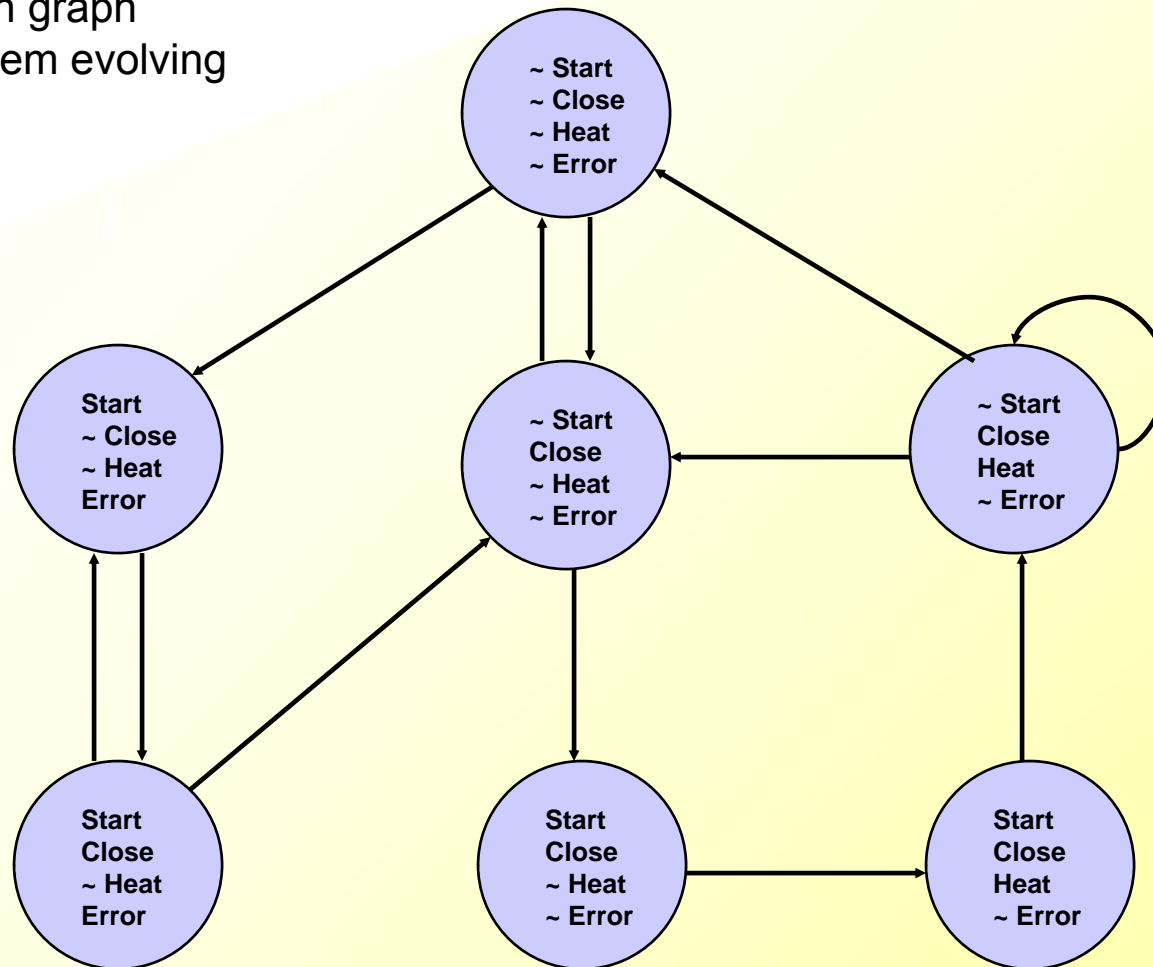 graph
em evolving
~ Start
~ Close
~ Heat
~ Error
Start
~ Close
~ Heat
Error
~ Start
Close
~ Heat
~ Error
~ Start
Close
Heat
~ Error
Start
Close
~ Heat
Error
Start
Close
~ Heat
~ Error
Start
Close
Heat
~ Error